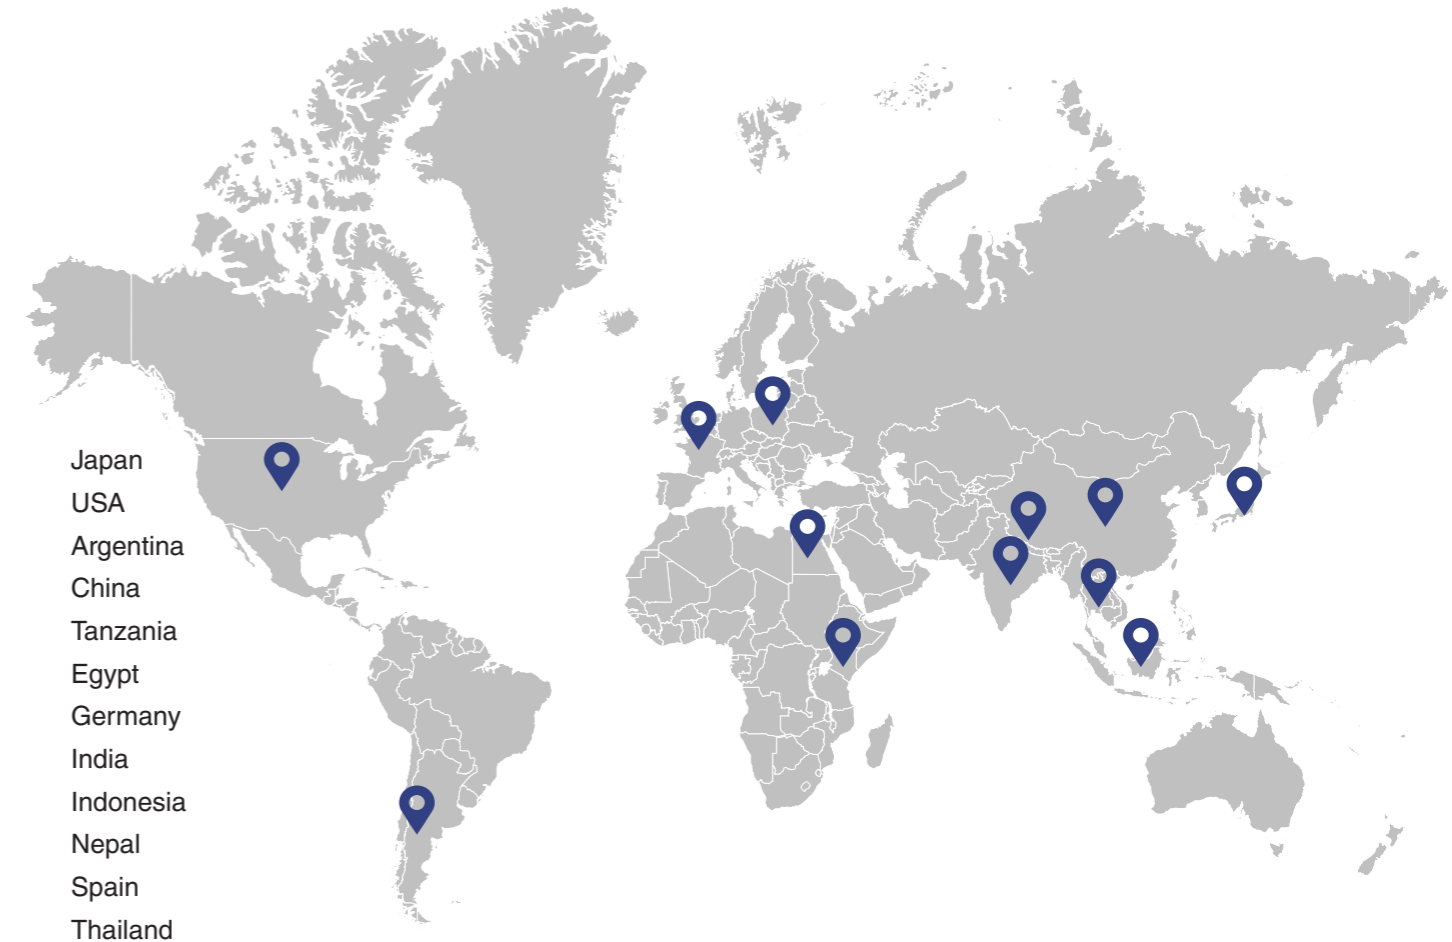 Japan
USA
Argentina
China
Tanzania
Egypt
Germany
India
Indonesia
Nepal
Spain
Thailand